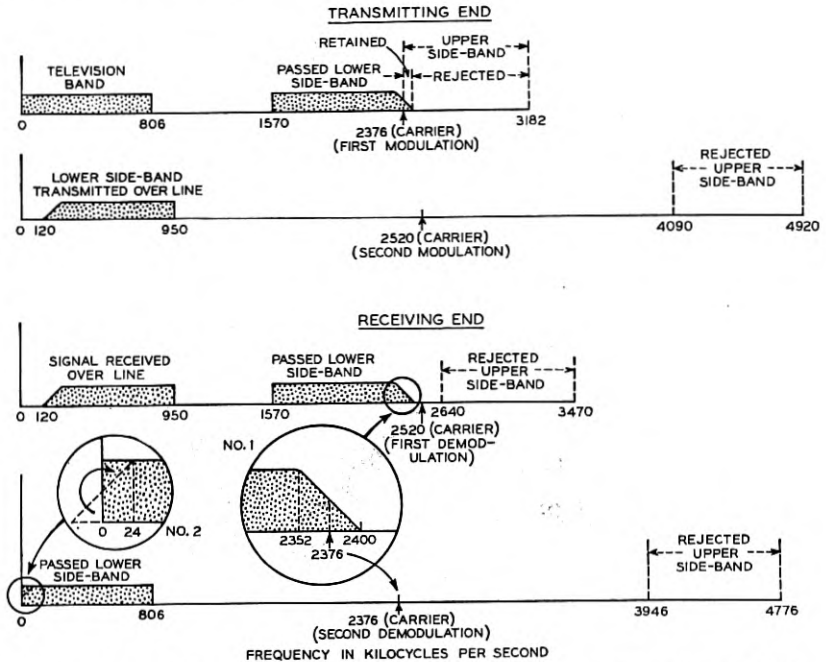 TRANSMITTING END
TELEVISION
BAND
0
806
RETAINED
UPPER
SIDE-BAND
PASSED LOWER
SIDE-BAND
REJECTED
1570
2376 (CARRIER)
(FIRST MODULATION)
3182
LOWER SIDE-BAND
TRANSMITTED OVER LINE
0 120
950
2520 (CARRIER)
(SECOND MODULATION)
REJECTED
UPPER
SIDE-BAND
4090
4920
RECEIVING END
SIGNAL RECEIVED
OVER LINE
0 120
950
PASSED LOWER
SIDE-BAND
1570
REJECTED
UPPER
SIDE-BAND
2640
3470
2520 (CARRIER)
(FIRST DEMOD-
ULATION)
0 24
NO. 2
NO. 1
2352
2400
2376
PASSED LOWER
SIDE-BAND
0
806
2376 (CARRIER)
(SECOND DEMODULATION)
REJECTED
UPPER
SIDE-BAND
3946
4776
FREQUENCY IN KILOCYCLES PER SECOND